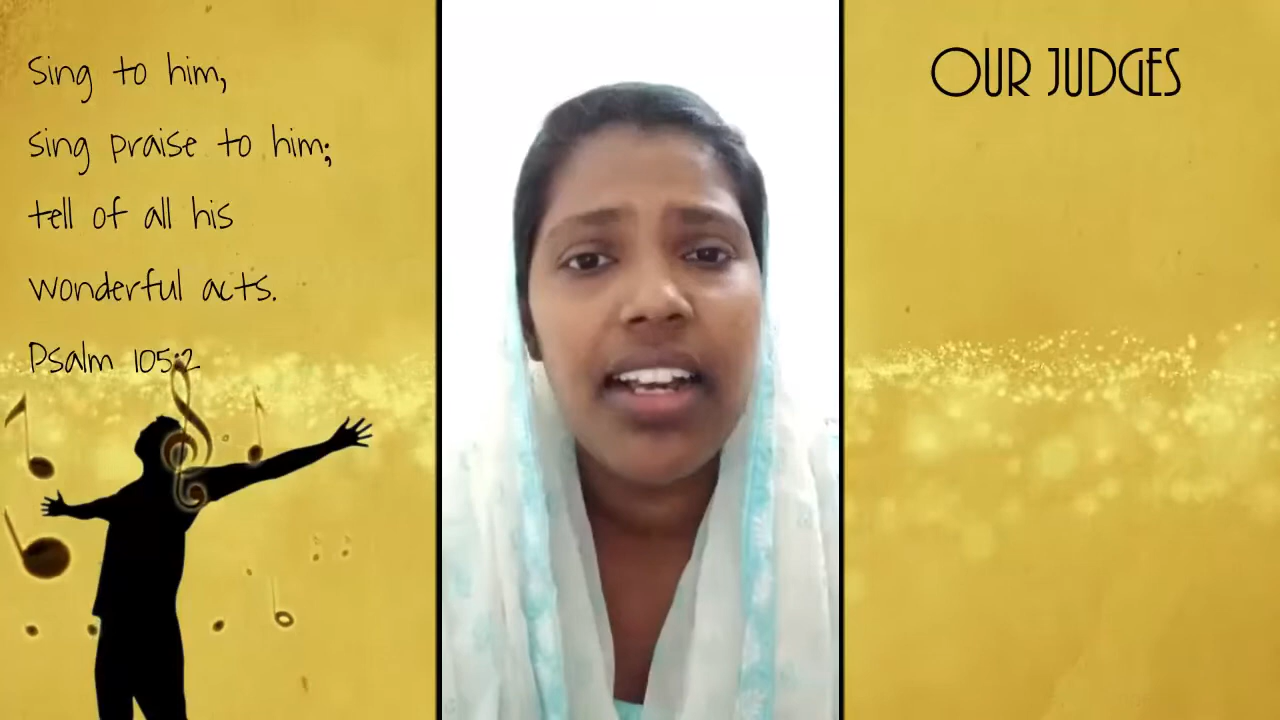 Sing to him,
sing praise to him;
tell of all his
wonderful acts.
Psalm 105:2
OUR JUDGES